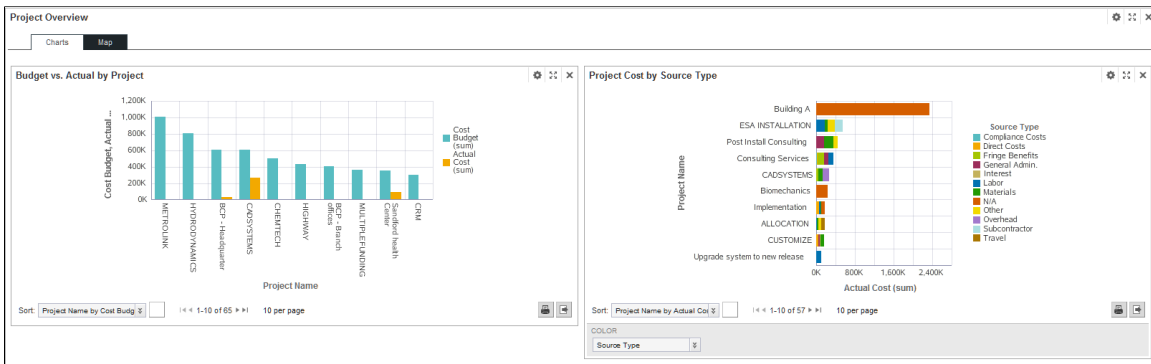 Project Overview
Charts
Map
Budget vs. Actual by Project
Cost Budget, Actual ...
1,200K
1,000K
800K
600K
400K
200K
0K
METROLINK
HYDRODYNAMICS
BCP - Headquarter
CADSYSTEMS
CHEMTECH
HIGHWAY
BCP - Branch
offices
MULTIPLEFUNDING
Sandford health
Center
CRM
Project Name
Cost
Budget
(sum)
Actual
Cost
(sum)
Sort:
Project Name by Cost Budg
1-10 of 65
10 per page
Project Cost by Source Type
Project Name
Building A
ESA INSTALLATION
Post Install Consulting
Consulting Services
CADSYSTEMS
Biomechanics
Implementation
ALLOCATION
CUSTOMIZE
Upgrade system to new release
0K
800K
1,600K
2,400K
Actual Cost (sum)
Source Type
Compliance Costs
Direct Costs
Fringe Benefits
General Admin.
Interest
Labor
Materials
N/A
Other
Overhead
Subcontractor
Travel
Sort:
Project Name by Actual Cos
1-10 of 57
10 per page
COLOR
Source Type